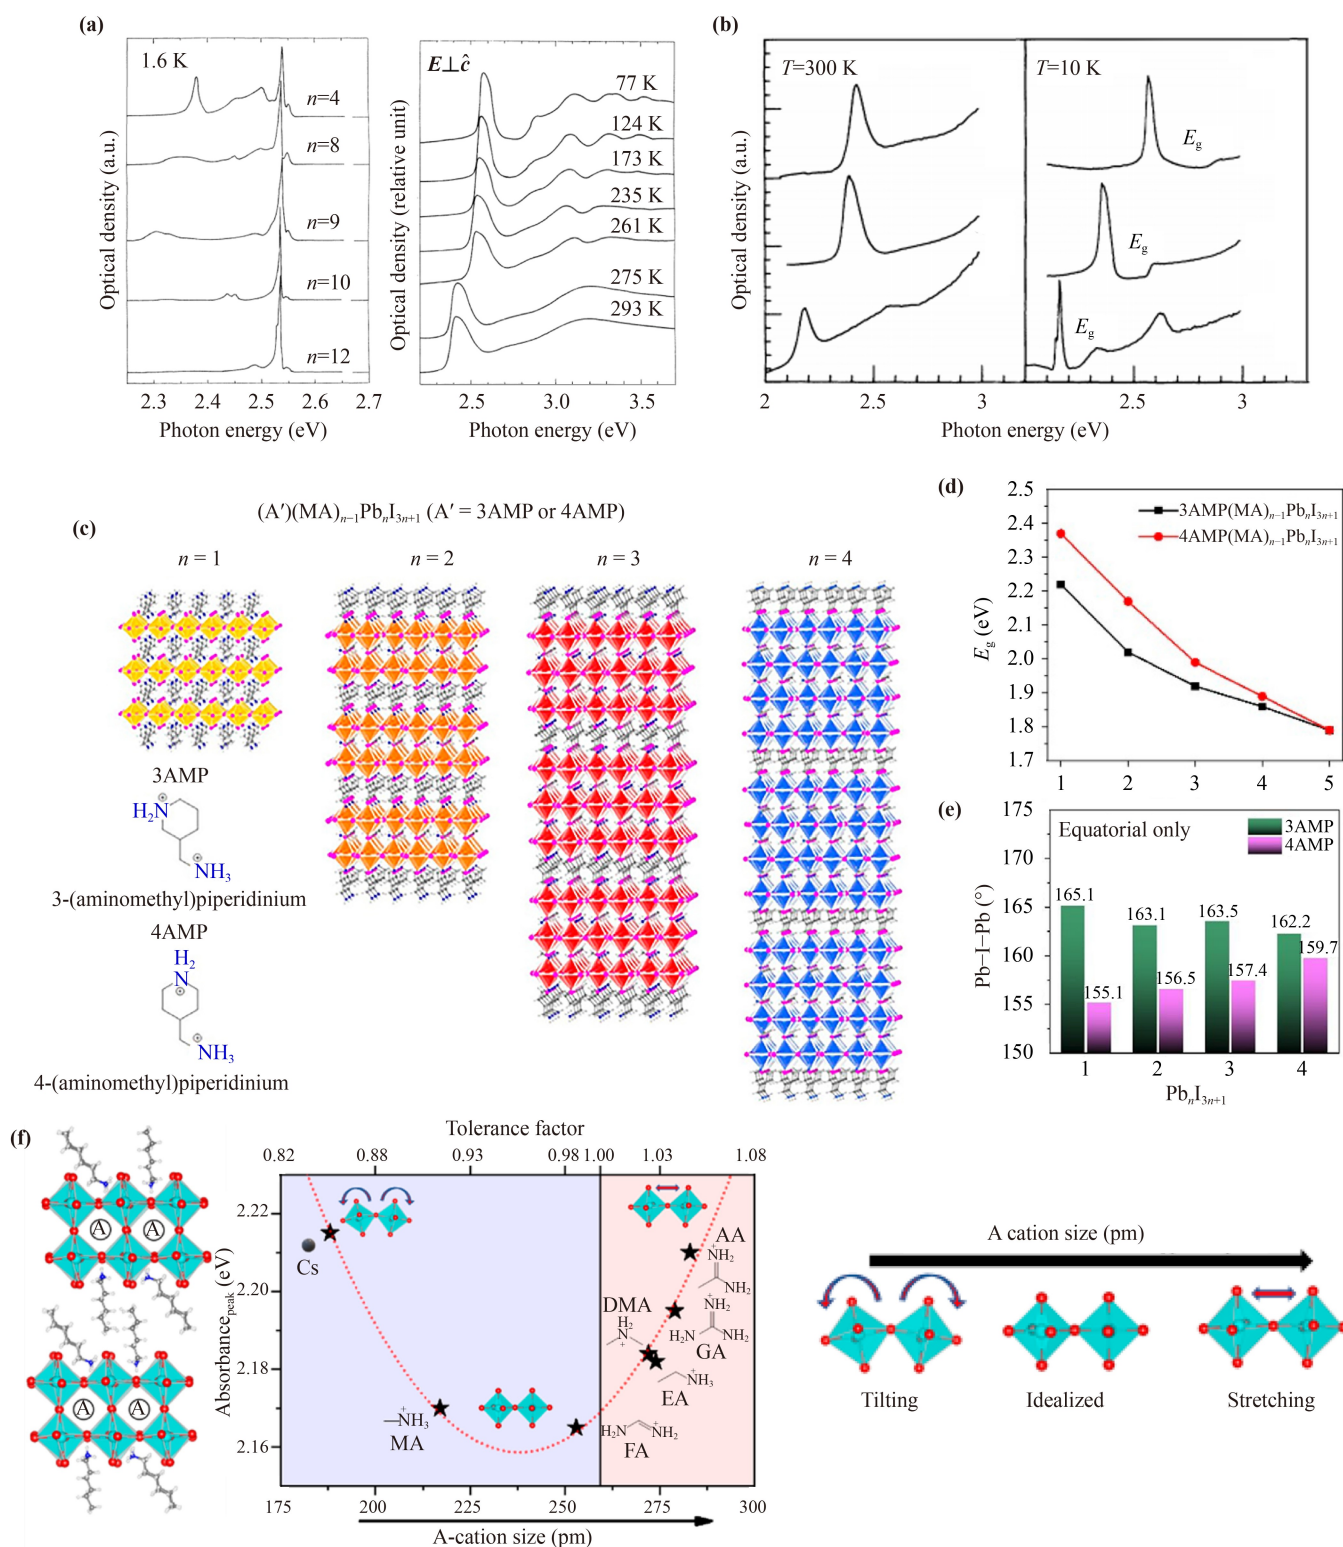 (a)
1.6 K
n=4
n=8
n=9
n=10
n=12
Optical density (a.u.)
2.3 2.4 2.5 2.6 2.7
Photon energy (eV)
E⊥ĉ
77 K
124 K
173 K
235 K
261 K
275 K
293 K
Optical density (relative unit)
2.5 3.0 3.5
Photon energy (eV)
(b)
T=300 K
T=10 K
Eg
Eg
Eg
Optical density (a.u.)
2 3 2.5 3
Photon energy (eV)
(c)
(A′)(MA)n−1PbnI3n+1 (A′ = 3AMP or 4AMP)
n = 1
n = 2
n = 3
n = 4
3AMP
H2N
NH3
3-(aminomethyl)piperidinium
4AMP
H2
N
NH3
4-(aminomethyl)piperidinium
(d)
2.5
2.4
2.3
2.2
2.1
2.0
1.9
1.8
1.7
Eg (eV)
3AMP(MA)n−1PbnI3n+1
4AMP(MA)n−1PbnI3n+1
1 2 3 4 5
(e)
175
170
165
160
155
150
Pb−I−Pb (°)
Equatorial only
3AMP
4AMP
165.1
155.1
163.1
156.5
163.5
157.4
162.2
159.7
1 2 3 4
PbnI3n+1
(f)
A A
A A
Tolerance factor
0.82 0.88 0.93 0.98 1.00 1.03 1.08
2.22
2.20
2.18
2.16
Absorbancepeak (eV)
Cs
NH3+
MA
DMA
H2
N
+
AA
+
NH2
NH2
+
NH2
H2N NH2
GA
+
NH3
EA
+
H2N NH2
FA
175 200 225 250 275 300
A-cation size (pm)
A cation size (pm)
Tilting
Idealized
Stretching